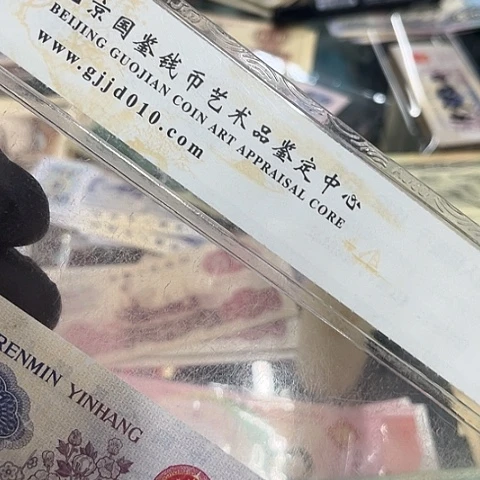 北京国鉴钱币艺术品鉴定中心
BEIJING GUOJIAN COIN ART APPRAISAL CORE
www.gjjd010.com
RENMIN YINHANG